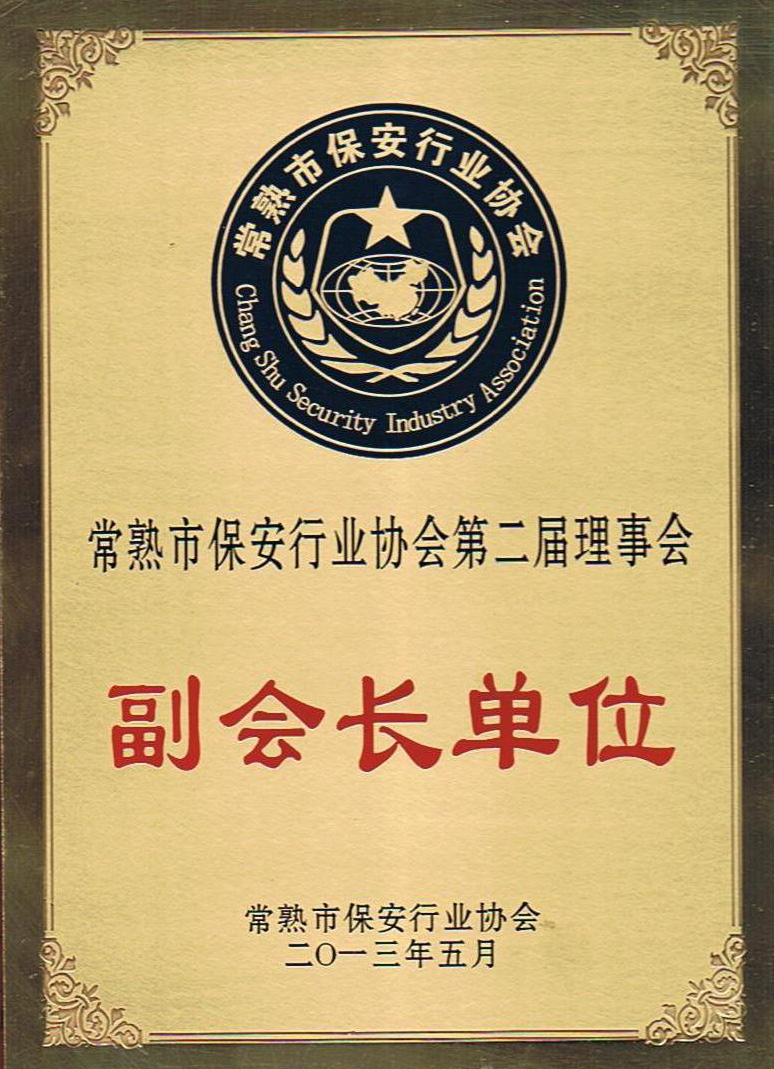 常熟市保安行业协会
Chang Shu Security Industry Association
常熟市保安行业协会第二届理事会
副会长单位
常熟市保安行业协会
二〇一三年五月